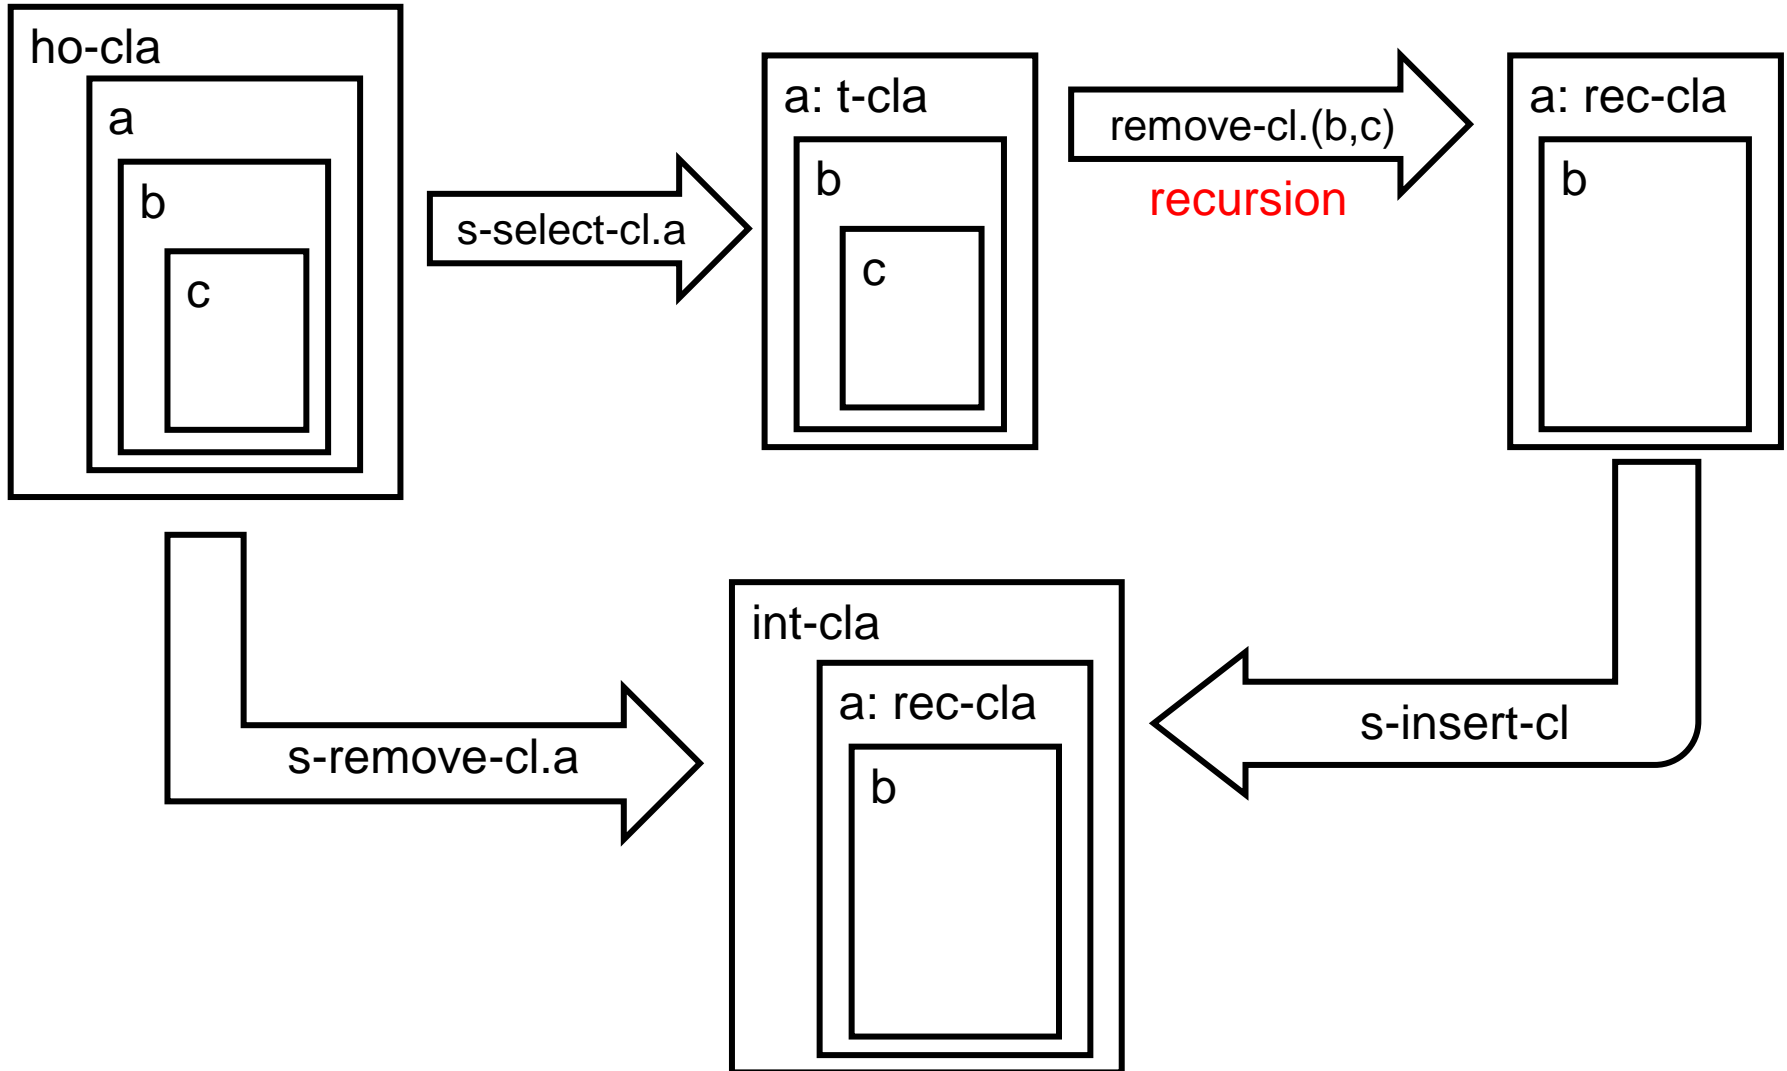 ho-cla
a
b
c
s-select-cl.a
a: t-cla
b
c
remove-cl.(b,c)
recursion
a: rec-cla
b
s-remove-cl.a
int-cla
a: rec-cla
b
s-insert-cl